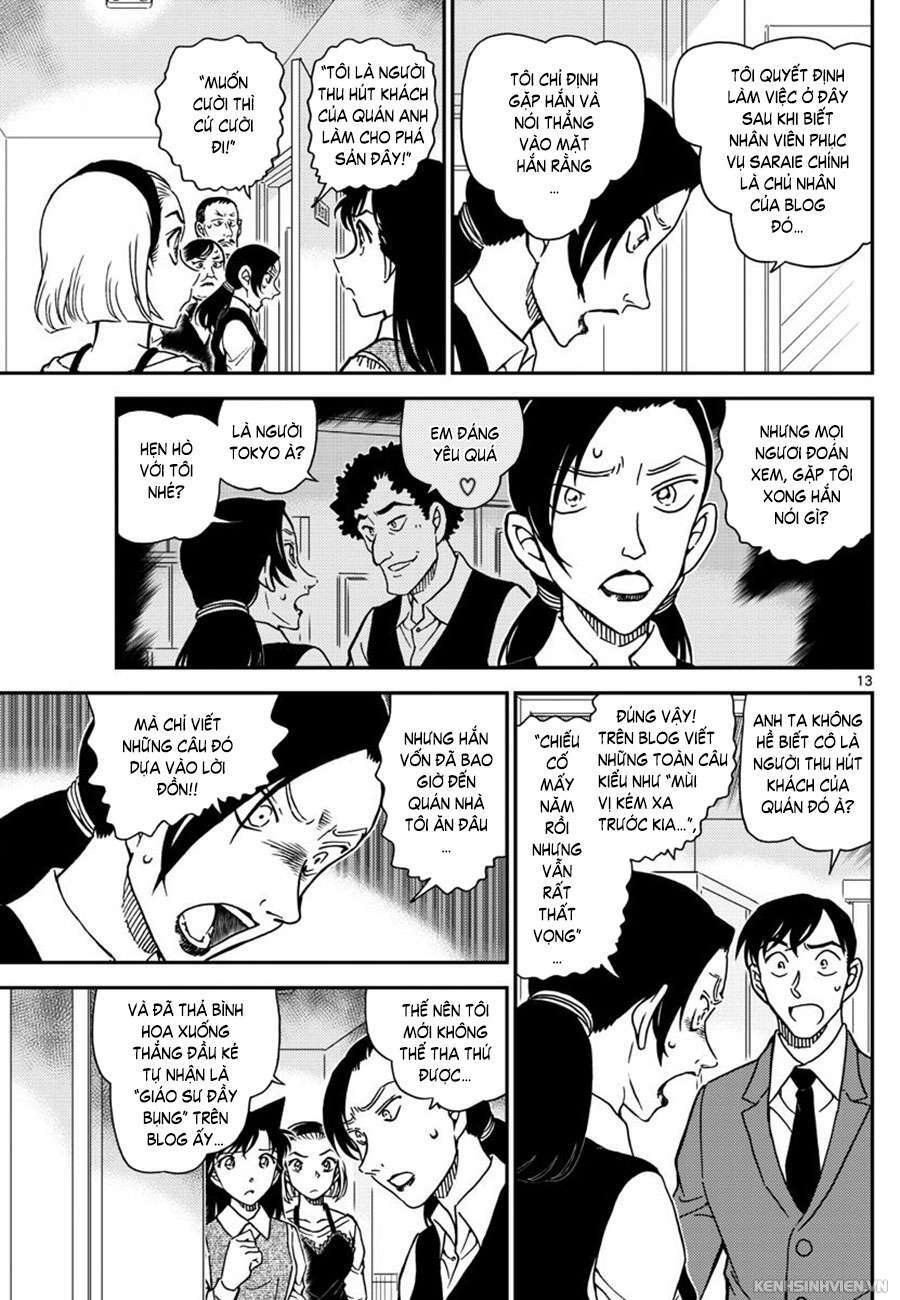 TÔI QUYẾT ĐỊNH
LÀM VIỆC Ở ĐÂY
SAU KHI BIẾT
NHÂN VIÊN PHỤC
VỤ SARAIE CHÍNH
LÀ CHỦ NHÂN
CỦA BLOG
ĐÓ...
TÔI CHỈ ĐỊNH
GẶP HẮN VÀ
NÓI THẲNG
VÀO MẶT
HẮN RẰNG
...
"TÔI LÀ NGƯỜI
THU HÚT KHÁCH
CỦA QUÁN ANH
LÀM CHO PHÁ
SẢN ĐÂY!"
"MUỐN
CƯỜI THÌ
CỨ CƯỜI
ĐI!"
NHƯNG MỌI
NGƯƠI ĐOÁN
XEM, GẶP TÔI
XONG HẮN
NÓI GÌ?
EM ĐÁNG
YÊU QUÁ
♡
LÀ NGƯỜI
TOKYO À?
HẸN HÒ
VỚI TÔI
NHÉ?
13
ANH TA KHÔNG
HỀ BIẾT CÔ LÀ
NGƯỜI THU HÚT
KHÁCH CỦA
QUÁN ĐÓ À?
ĐÚNG VẬY!
TRÊN BLOG VIẾT
NHỮNG TOÀN CÂU
KIỂU NHƯ "MÙI
VỊ KÉM XA
TRƯỚC KIA...",
"CHIẾU
CỐ
MẤY
NĂM
RỒI
NHƯNG
VẪN
RẤT
THẤT
VỌNG"
...
NHƯNG HẮN
VỐN ĐÃ BAO
GIỜ ĐẾN
QUÁN NHÀ
TÔI ĂN ĐÂU
...
MÀ CHỈ VIẾT
NHỮNG CÂU ĐÓ
DỰA VÀO LỜI
ĐỒN!!
THẾ NÊN TÔI
MỚI KHÔNG
THỂ THA THỨ
ĐƯỢC...
VÀ ĐÃ THẢ BÌNH
HOA XUỐNG
THẲNG ĐẦU KẺ
TỰ NHẬN LÀ
"GIÁO SƯ ĐẦY
BỤNG" TRÊN
BLOG ẤY...
KENHSINHVIEN.VN